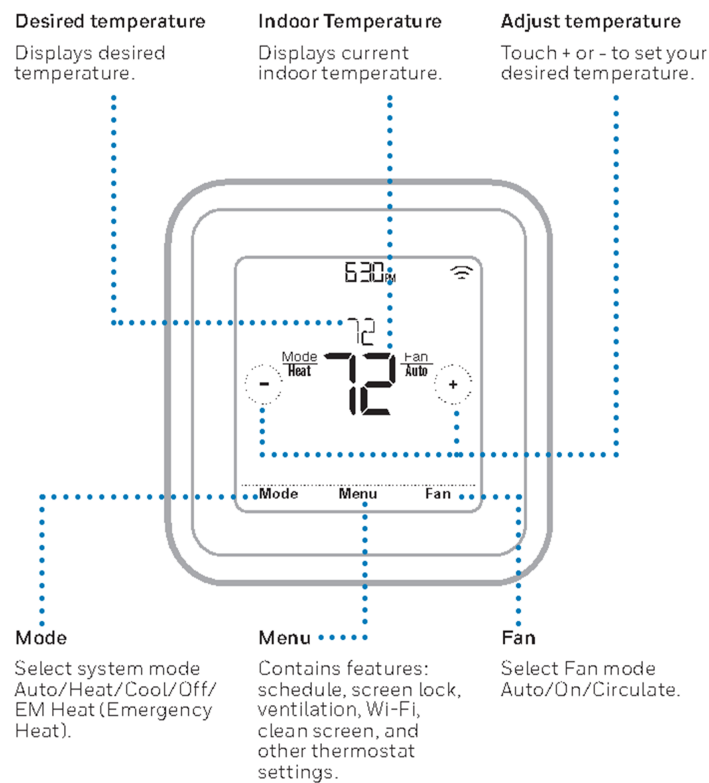 Desired temperature
Displays desired
temperature.
Indoor Temperature
Displays current
indoor temperature.
Adjust temperature
Touch + or - to set your
desired temperature.
6:30 PM
72
Mode
Heat
72
Fan
Auto
-
+
Mode Menu Fan
Mode
Select system mode
Auto/Heat/Cool/Off/
EM Heat (Emergency
Heat).
Menu
Contains features:
schedule, screen lock,
ventilation, Wi-Fi,
clean screen, and
other thermostat
settings.
Fan
Select Fan mode
Auto/On/Circulate.